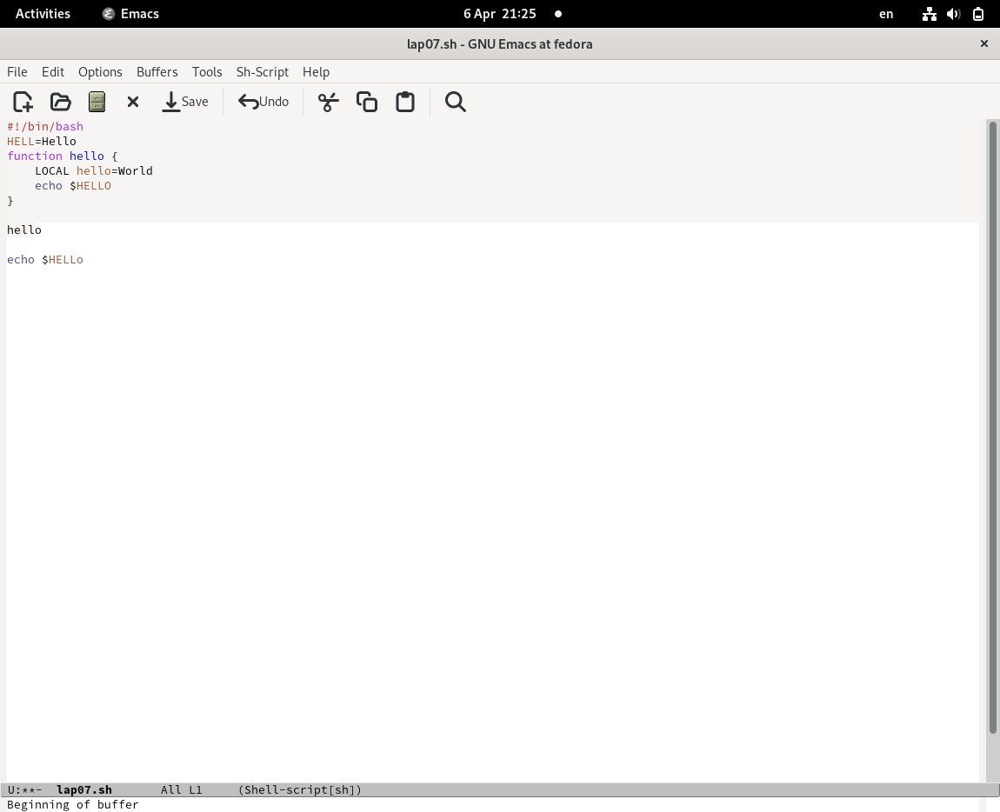 Activities Emacs 6 Apr 21:25 en
lap07.sh - GNU Emacs at fedora
File Edit Options Buffers Tools Sh-Script Help
Save Undo
#!/bin/bash
HELL=Hello
function hello {
    LOCAL hello=World
    echo $HELLO
}
hello
echo $HELLo
U:**-  lap07.sh       All L1     (Shell-script[sh])
Beginning of buffer